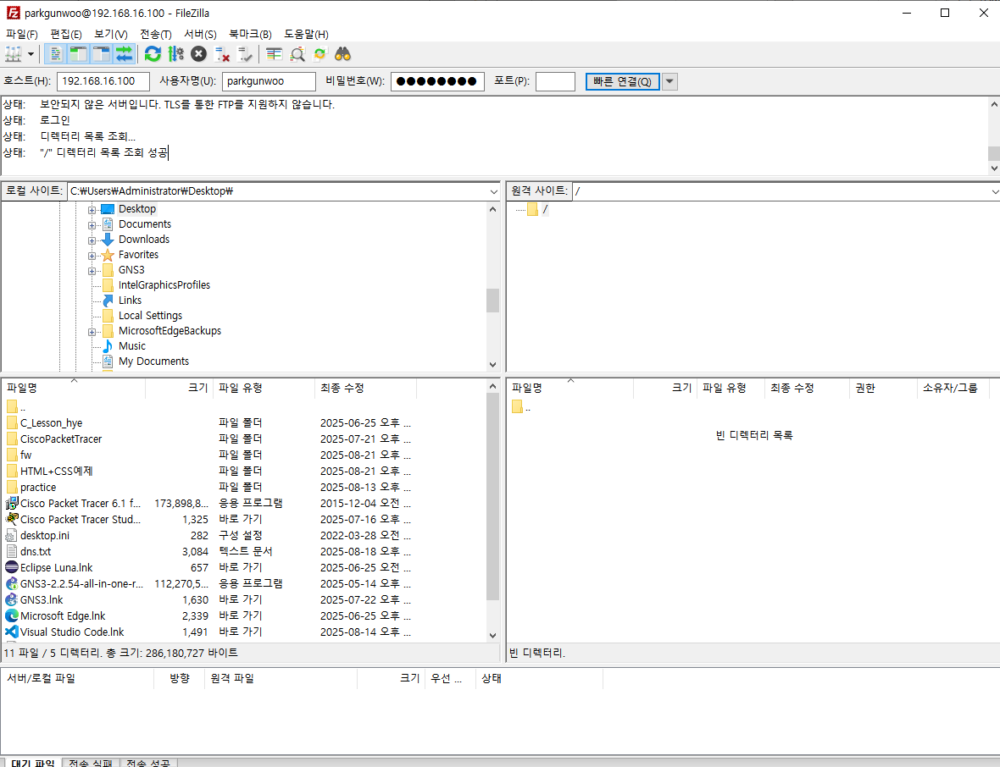 parkgunwoo@192.168.16.100 - FileZilla
파일(F) 편집(E) 보기(V) 전송(T) 서버(S) 북마크(B) 도움말(H)
호스트(H): 192.168.16.100 사용자명(U): parkgunwoo 비밀번호(W): ●●●●●●●● 포트(P): 빠른 연결(Q)
상태: 보안되지 않은 서버입니다. TLS를 통한 FTP를 지원하지 않습니다.
상태: 로그인
상태: 디렉터리 목록 조회...
상태: "/" 디렉터리 목록 조회 성공
로컬 사이트: C:₩Users₩Administrator₩Desktop₩
Desktop
Documents
Downloads
Favorites
GNS3
IntelGraphicsProfiles
Links
Local Settings
MicrosoftEdgeBackups
Music
My Documents
원격 사이트: /
/
파일명 크기 파일 유형 최종 수정
..
C_Lesson_hye 파일 폴더 2025-06-25 오후 ...
CiscoPacketTracer 파일 폴더 2025-07-21 오후 ...
fw 파일 폴더 2025-08-21 오후 ...
HTML+CSS예제 파일 폴더 2025-08-21 오후 ...
practice 파일 폴더 2025-08-13 오후 ...
Cisco Packet Tracer 6.1 f... 173,898,8... 응용 프로그램 2015-12-04 오전 ...
Cisco Packet Tracer Stud... 1,325 바로 가기 2025-07-16 오후 ...
desktop.ini 282 구성 설정 2022-03-28 오전 ...
dns.txt 3,084 텍스트 문서 2025-08-18 오후 ...
Eclipse Luna.lnk 657 바로 가기 2025-06-25 오전 ...
GNS3-2.2.54-all-in-one-r... 112,270,5... 응용 프로그램 2025-05-14 오후 ...
GNS3.lnk 1,630 바로 가기 2025-07-22 오후 ...
Microsoft Edge.lnk 2,339 바로 가기 2025-06-25 오후 ...
Visual Studio Code.lnk 1,491 바로 가기 2025-08-14 오후 ...
11 파일 / 5 디렉터리. 총 크기: 286,180,727 바이트
파일명 크기 파일 유형 최종 수정 권한 소유자/그룹
..
빈 디렉터리 목록
빈 디렉터리.
서버/로컬 파일 방향 원격 파일 크기 우선 ... 상태
대기 파일 전송 실패 전송 성공